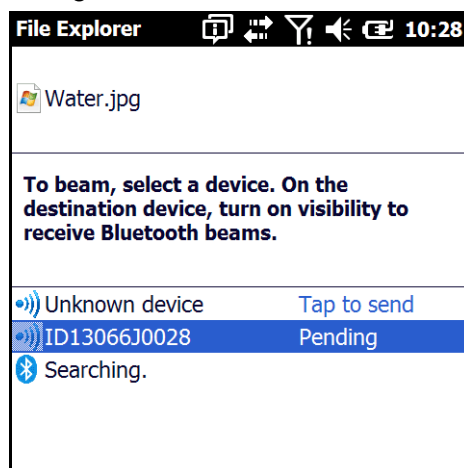 File Explorer 10:28
Water.jpg
To beam, select a device. On the
destination device, turn on visibility to
receive Bluetooth beams.
Unknown device Tap to send
ID13066J0028 Pending
Searching.